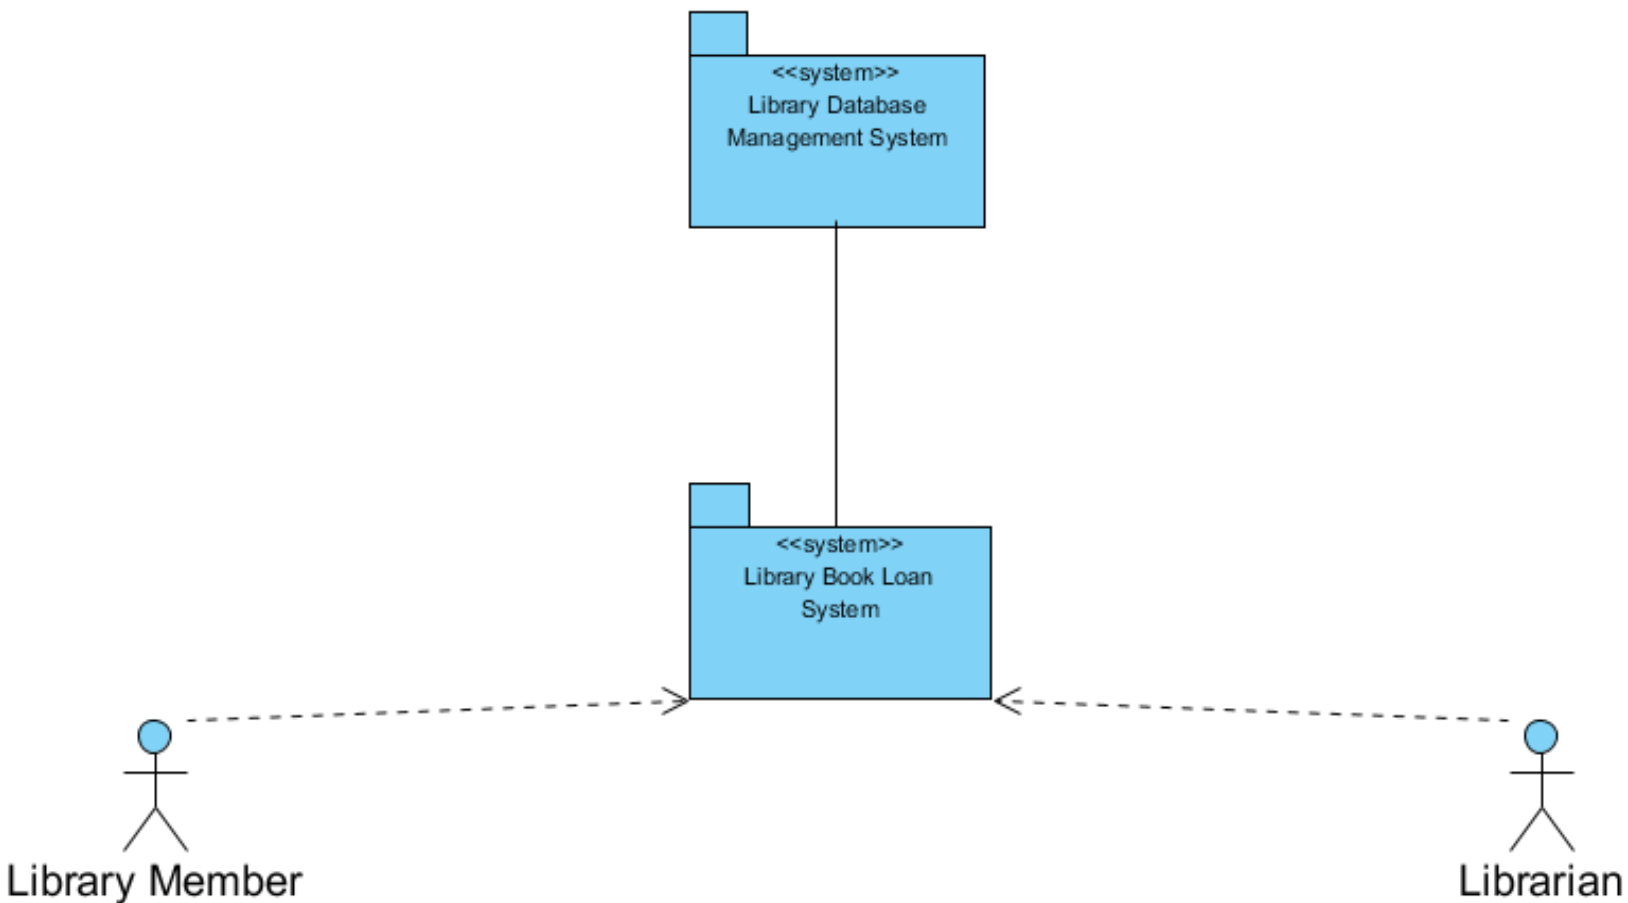 <<system>>
Library Database
Management System
<<system>>
Library Book Loan
System
Library Member
Librarian